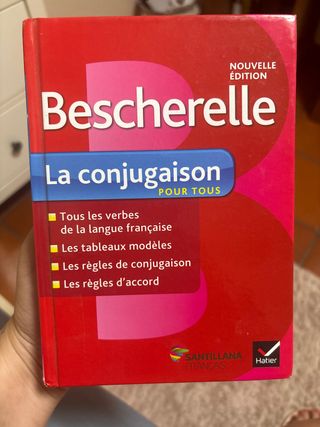 NOUVELLE
ÉDITION
Bescherelle
La conjugaison
POUR TOUS
Tous les verbes
de la langue française
Les tableaux modèles
Les règles de conjugaison
Les règles d'accord
SANTILLANA
FRANÇAIS
Hatier